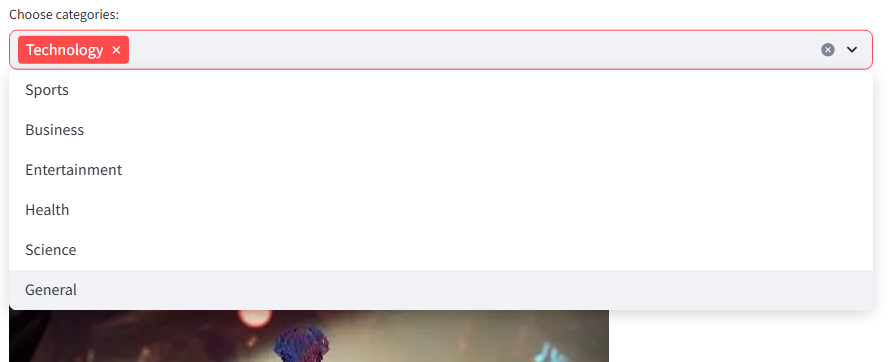 Choose categories:
Technology ×
Sports
Business
Entertainment
Health
Science
General